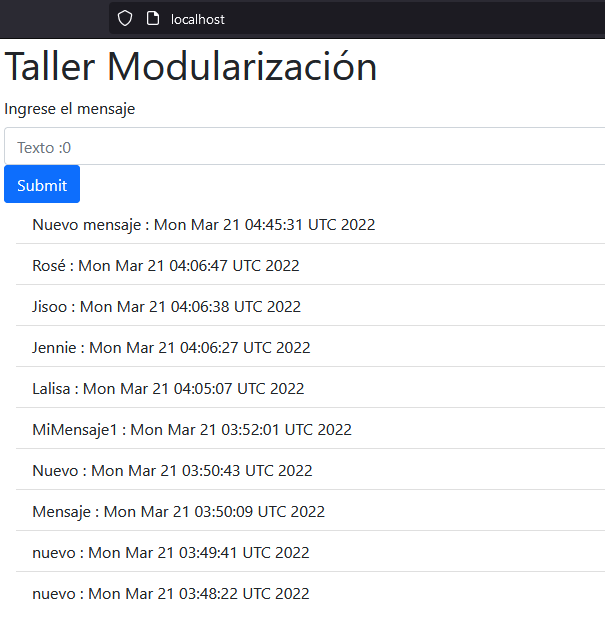 localhost
Taller Modularización
Ingrese el mensaje
Texto :0
Submit
Nuevo mensaje : Mon Mar 21 04:45:31 UTC 2022
Rosé : Mon Mar 21 04:06:47 UTC 2022
Jisoo : Mon Mar 21 04:06:38 UTC 2022
Jennie : Mon Mar 21 04:06:27 UTC 2022
Lalisa : Mon Mar 21 04:05:07 UTC 2022
MiMensaje1 : Mon Mar 21 03:52:01 UTC 2022
Nuevo : Mon Mar 21 03:50:43 UTC 2022
Mensaje : Mon Mar 21 03:50:09 UTC 2022
nuevo : Mon Mar 21 03:49:41 UTC 2022
nuevo : Mon Mar 21 03:48:22 UTC 2022